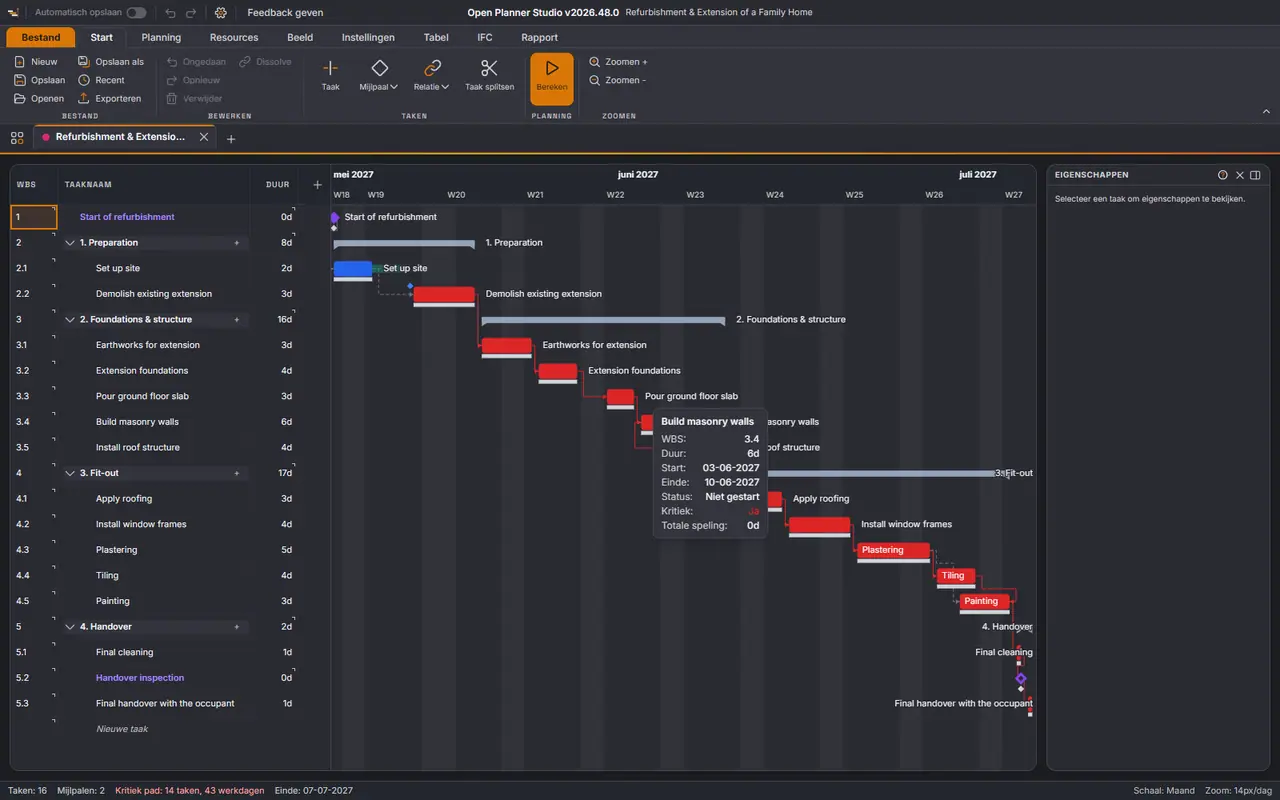 Automatisch opslaan
Feedback geven
Open Planner Studio v2026.48.0 Refurbishment & Extension of a Family Home
Bestand Start Planning Resources Beeld Instellingen Tabel IFC Rapport
Nieuw Opslaan als Ongedaan Dissolve
Opslaan Recent Opnieuw
Openen Exporteren Verwijder
Taak Mijlpaal Relatie Taak splitsen Bereken Zoomen + Zoomen -
BESTAND BEWERKEN TAKEN PLANNING ZOOMEN
Refurbishment & Extensio...
WBS TAAKNAAM DUUR
mei 2027 juni 2027 juli 2027
W18 W19 W20 W21 W22 W23 W24 W25 W26 W27
EIGENSCHAPPEN
Selecteer een taak om eigenschappen te bekijken.
1 Start of refurbishment 0d Start of refurbishment
2 1. Preparation 8d 1. Preparation
2.1 Set up site 2d Set up site
2.2 Demolish existing extension 3d Demolish existing extension
3 2. Foundations & structure 16d 2. Foundations & structure
3.1 Earthworks for extension 3d Earthworks for extension
3.2 Extension foundations 4d Extension foundations
3.3 Pour ground floor slab 3d Pour ground floor slab
3.4 Build masonry walls 6d asonry walls
3.5 Install roof structure 4d oof structure
4 3. Fit-out 17d 3. Fit-out
4.1 Apply roofing 3d Apply roofing
4.2 Install window frames 4d Install window frames
4.3 Plastering 5d Plastering
4.4 Tiling 4d Tiling
4.5 Painting 3d Painting
5 4. Handover 2d 4. Handover
5.1 Final cleaning 1d Final cleaning
5.2 Handover inspection 0d
5.3 Final handover with the occupant 1d Final handover with the occupant
Nieuwe taak
Build masonry walls
WBS: 3.4
Duur: 6d
Start: 03-06-2027
Einde: 10-06-2027
Status: Niet gestart
Kritiek: Ja
Totale speling: 0d
Taken: 16 Mijlpalen: 2 Kritiek pad: 14 taken, 43 werkdagen Einde: 07-07-2027
Schaal: Maand Zoom: 14px/dag